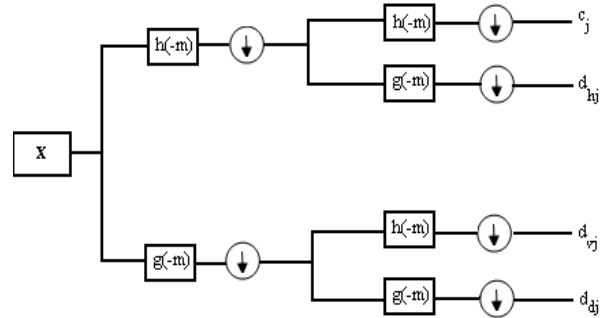 h(-m) c_j
h(-m) ↓ ↓
g(-m) ↓ d_hj
X
h(-m) ↓ d_vj
g(-m) ↓
g(-m) ↓ d_dj